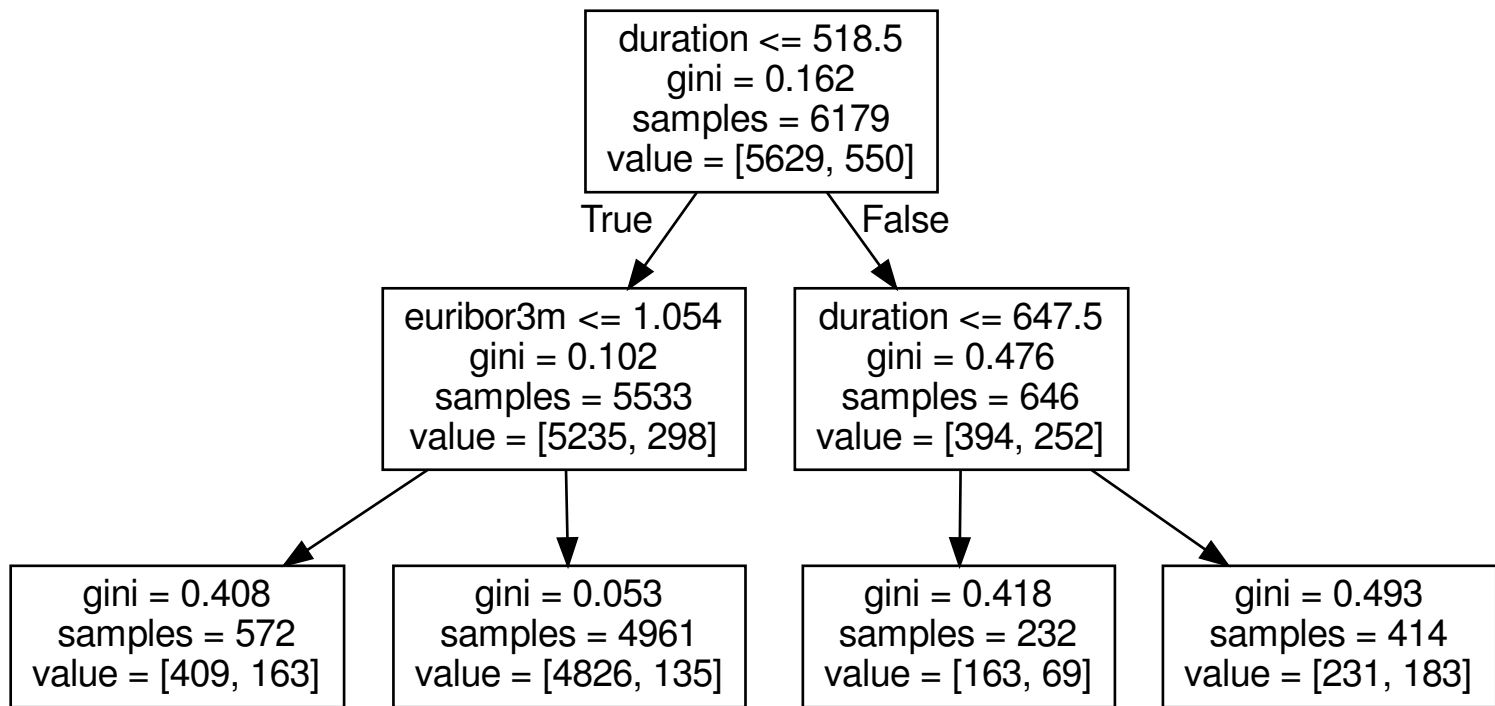 duration <= 518.5
gini = 0.162
samples = 6179
value = [5629, 550]
True
False
euribor3m <= 1.054
gini = 0.102
samples = 5533
value = [5235, 298]
duration <= 647.5
gini = 0.476
samples = 646
value = [394, 252]
gini = 0.408
samples = 572
value = [409, 163]
gini = 0.053
samples = 4961
value = [4826, 135]
gini = 0.418
samples = 232
value = [163, 69]
gini = 0.493
samples = 414
value = [231, 183]